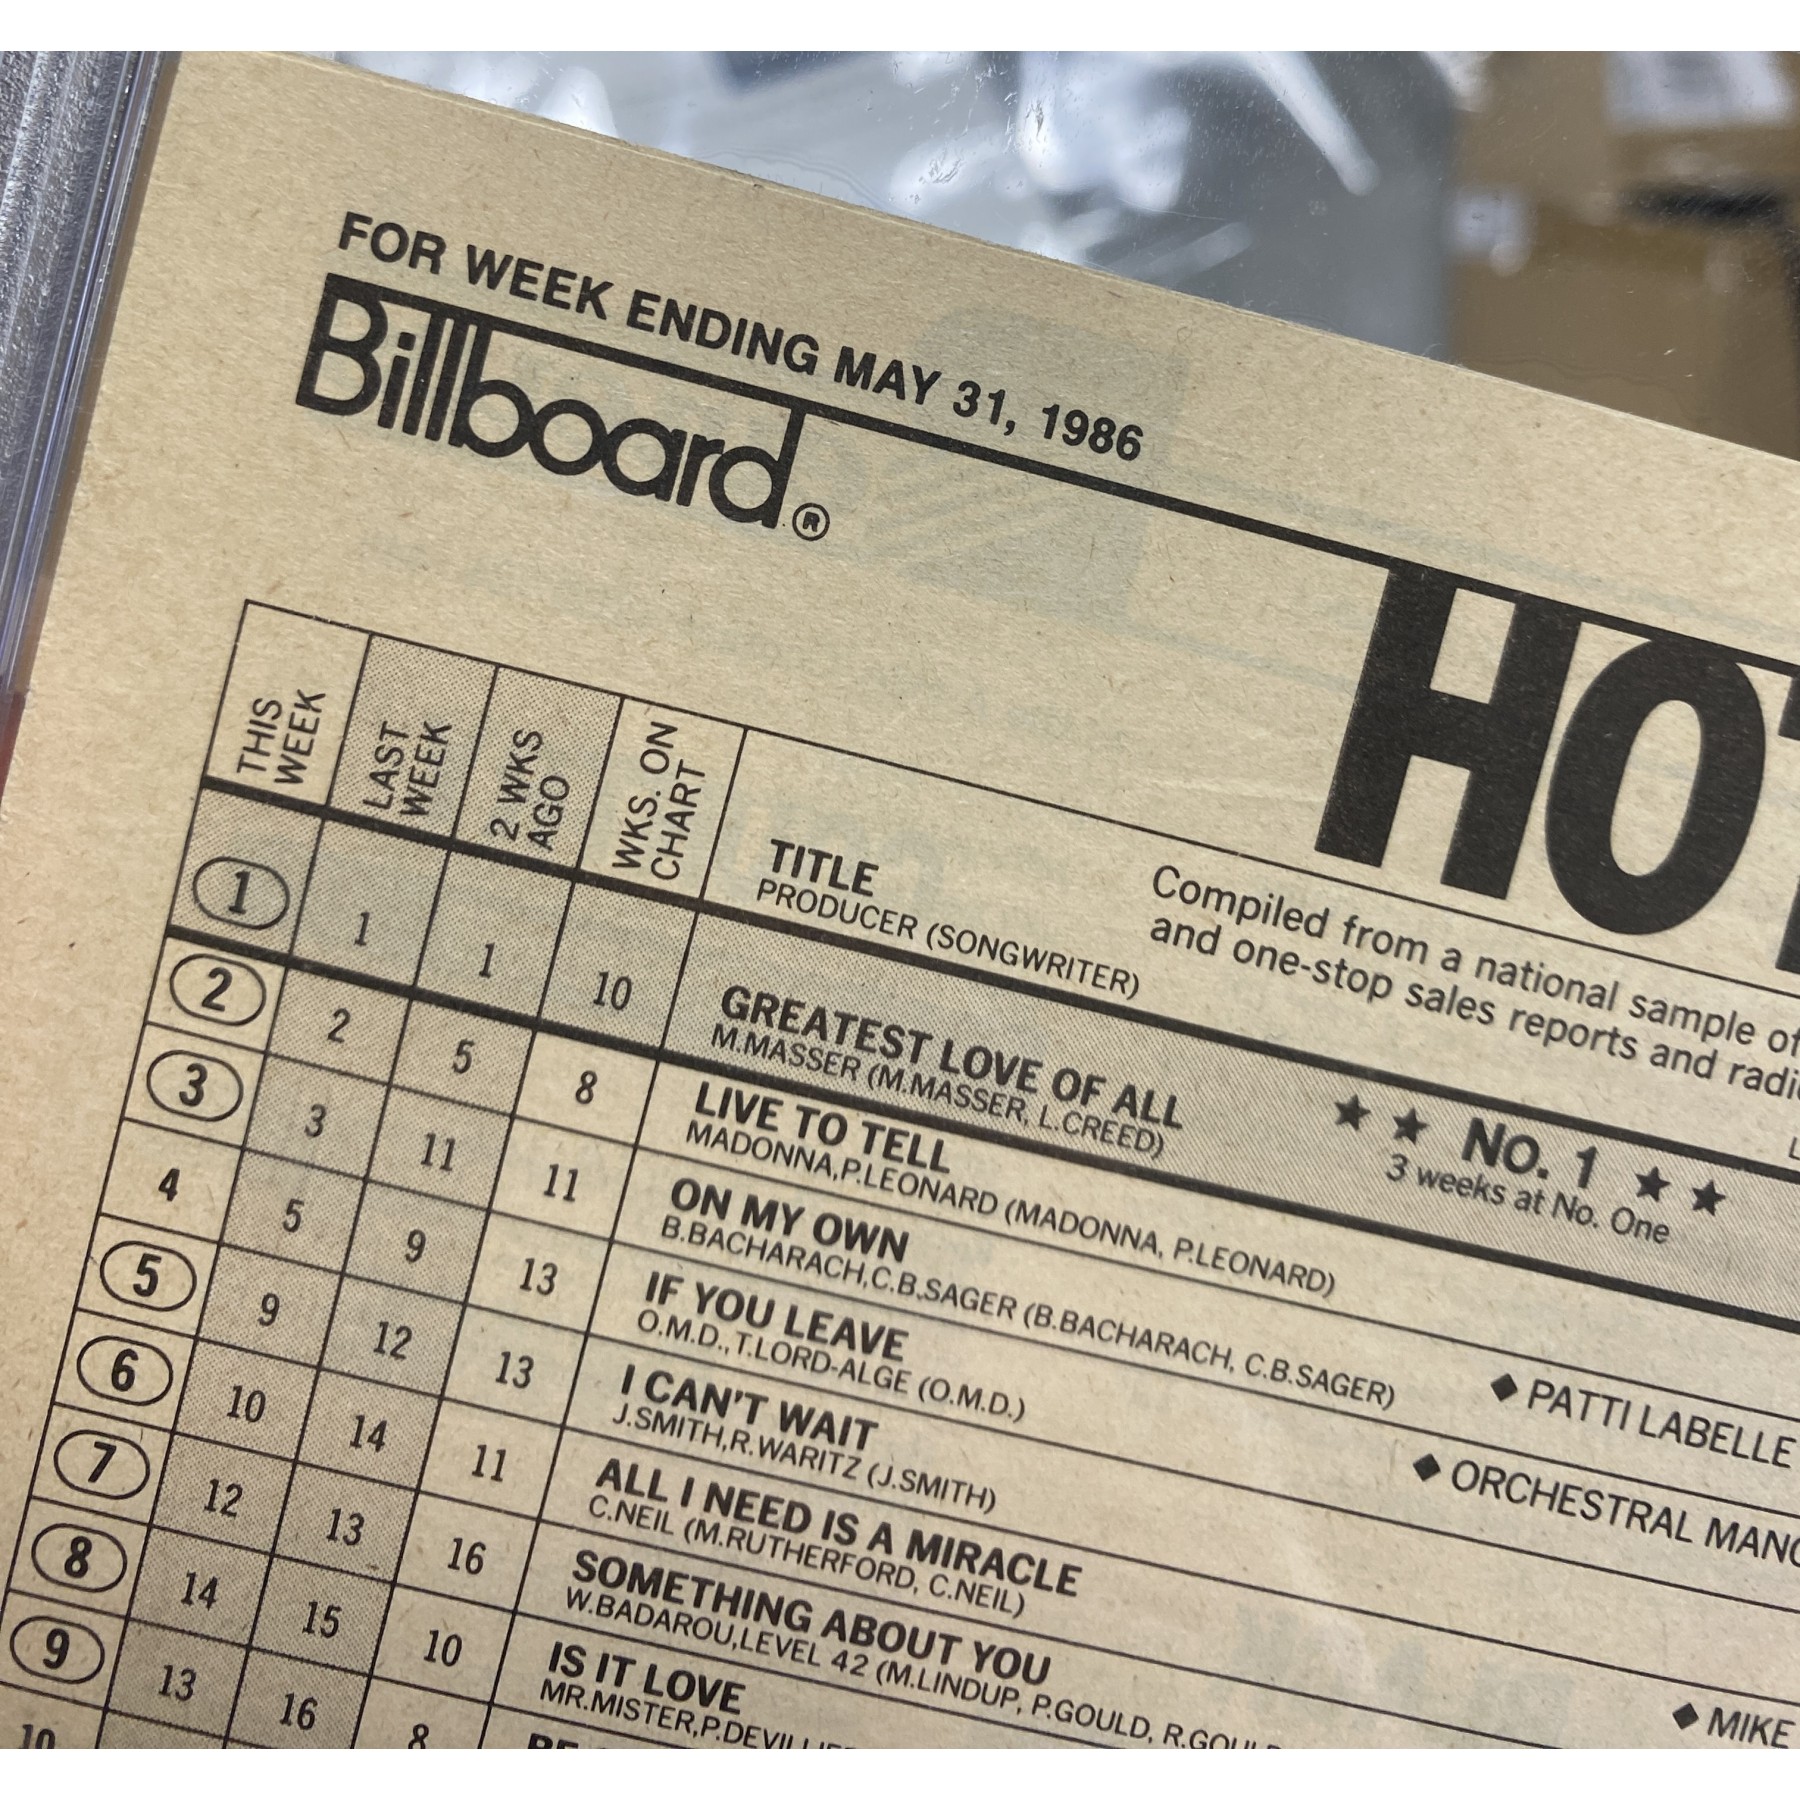 FOR WEEK ENDING MAY 31, 1986
Billboard®
HOT
THIS WEEK
LAST WEEK
2 WKS AGO
WKS. ON CHART
TITLE
PRODUCER (SONGWRITER)
Compiled from a national sample of
and one-stop sales reports and radi
1 1 1 10 GREATEST LOVE OF ALL
M.MASSER (M.MASSER, L.CREED)
★ ★ NO. 1 ★ ★
3 weeks at No. One
2 2 5 8 LIVE TO TELL
MADONNA,P.LEONARD (MADONNA, P.LEONARD)
3 3 11 11 ON MY OWN
B.BACHARACH,C.B.SAGER (B.BACHARACH, C.B.SAGER)
◆ PATTI LABELLE
4 5 9 13 IF YOU LEAVE
O.M.D.,T.LORD-ALGE (O.M.D.)
◆ ORCHESTRAL MANO
5 9 12 13 I CAN'T WAIT
J.SMITH,R.WARITZ (J.SMITH)
6 10 14 11 ALL I NEED IS A MIRACLE
C.NEIL (M.RUTHERFORD, C.NEIL)
◆ MIKE
7 12 13 16 SOMETHING ABOUT YOU
W.BADAROU,LEVEL 42 (M.LINDUP, P.GOULD, R.GOUL
8 14 15 10 IS IT LOVE
MR.MISTER,P.DEVILLIE
9 13 16 8
10